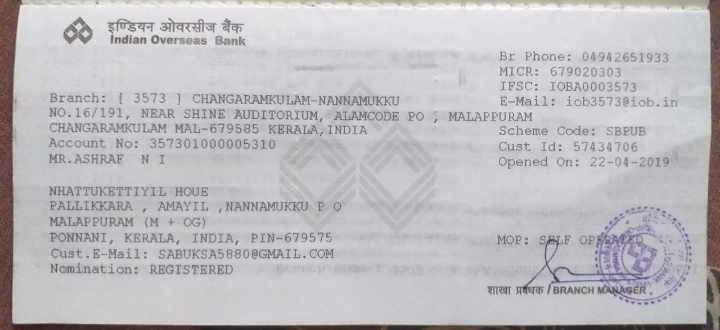 इण्डियन ओवरसीज बैंक
Indian Overseas Bank
Br Phone: 04942651933
MICR: 679020303
IFSC: IOBA0003573
E-Mail: iob3573@iob.in
Branch: [ 3573 ] CHANGARAMKULAM-NANNAMUKKU
NO.16/191, NEAR SHINE AUDITORIUM, ALAMCODE PO , MALAPPURAM
CHANGARAMKULAM MAL-679585 KERALA,INDIA
Scheme Code: SBPUB
Account No: 357301000005310
Cust Id: 57434706
MR.ASHRAF N I
Opened On: 22-04-2019
NHATTUKETTIYIL HOUE
PALLIKKARA , AMAYIL ,NANNAMUKKU P O
MALAPPURAM (M + OG)
PONNANI, KERALA, INDIA, PIN-679575
MOP: SELF OPERATED
Cust.E-Mail: SABUKSA5880@GMAIL.COM
Nomination: REGISTERED
शाखा प्रबंधक / BRANCH MANAGER